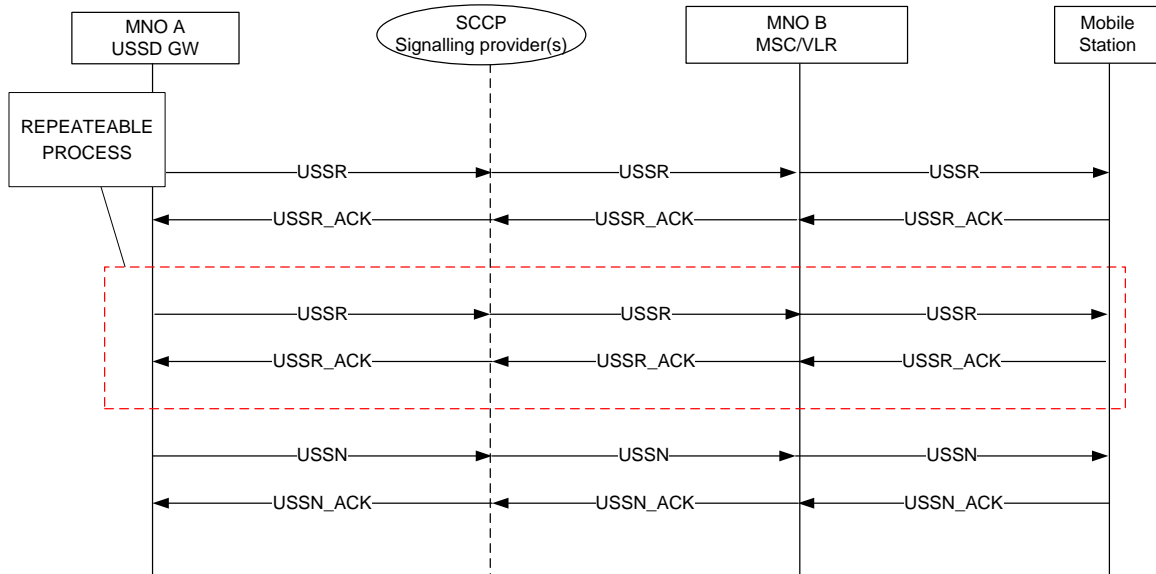 MNO A
USSD GW
SCCP
Signalling provider(s)
MNO B
MSC/VLR
Mobile
Station
REPEATEABLE
PROCESS
USSR
USSR
USSR
USSR_ACK
USSR_ACK
USSR_ACK
USSR
USSR
USSR
USSR_ACK
USSR_ACK
USSR_ACK
USSN
USSN
USSN
USSN_ACK
USSN_ACK
USSN_ACK